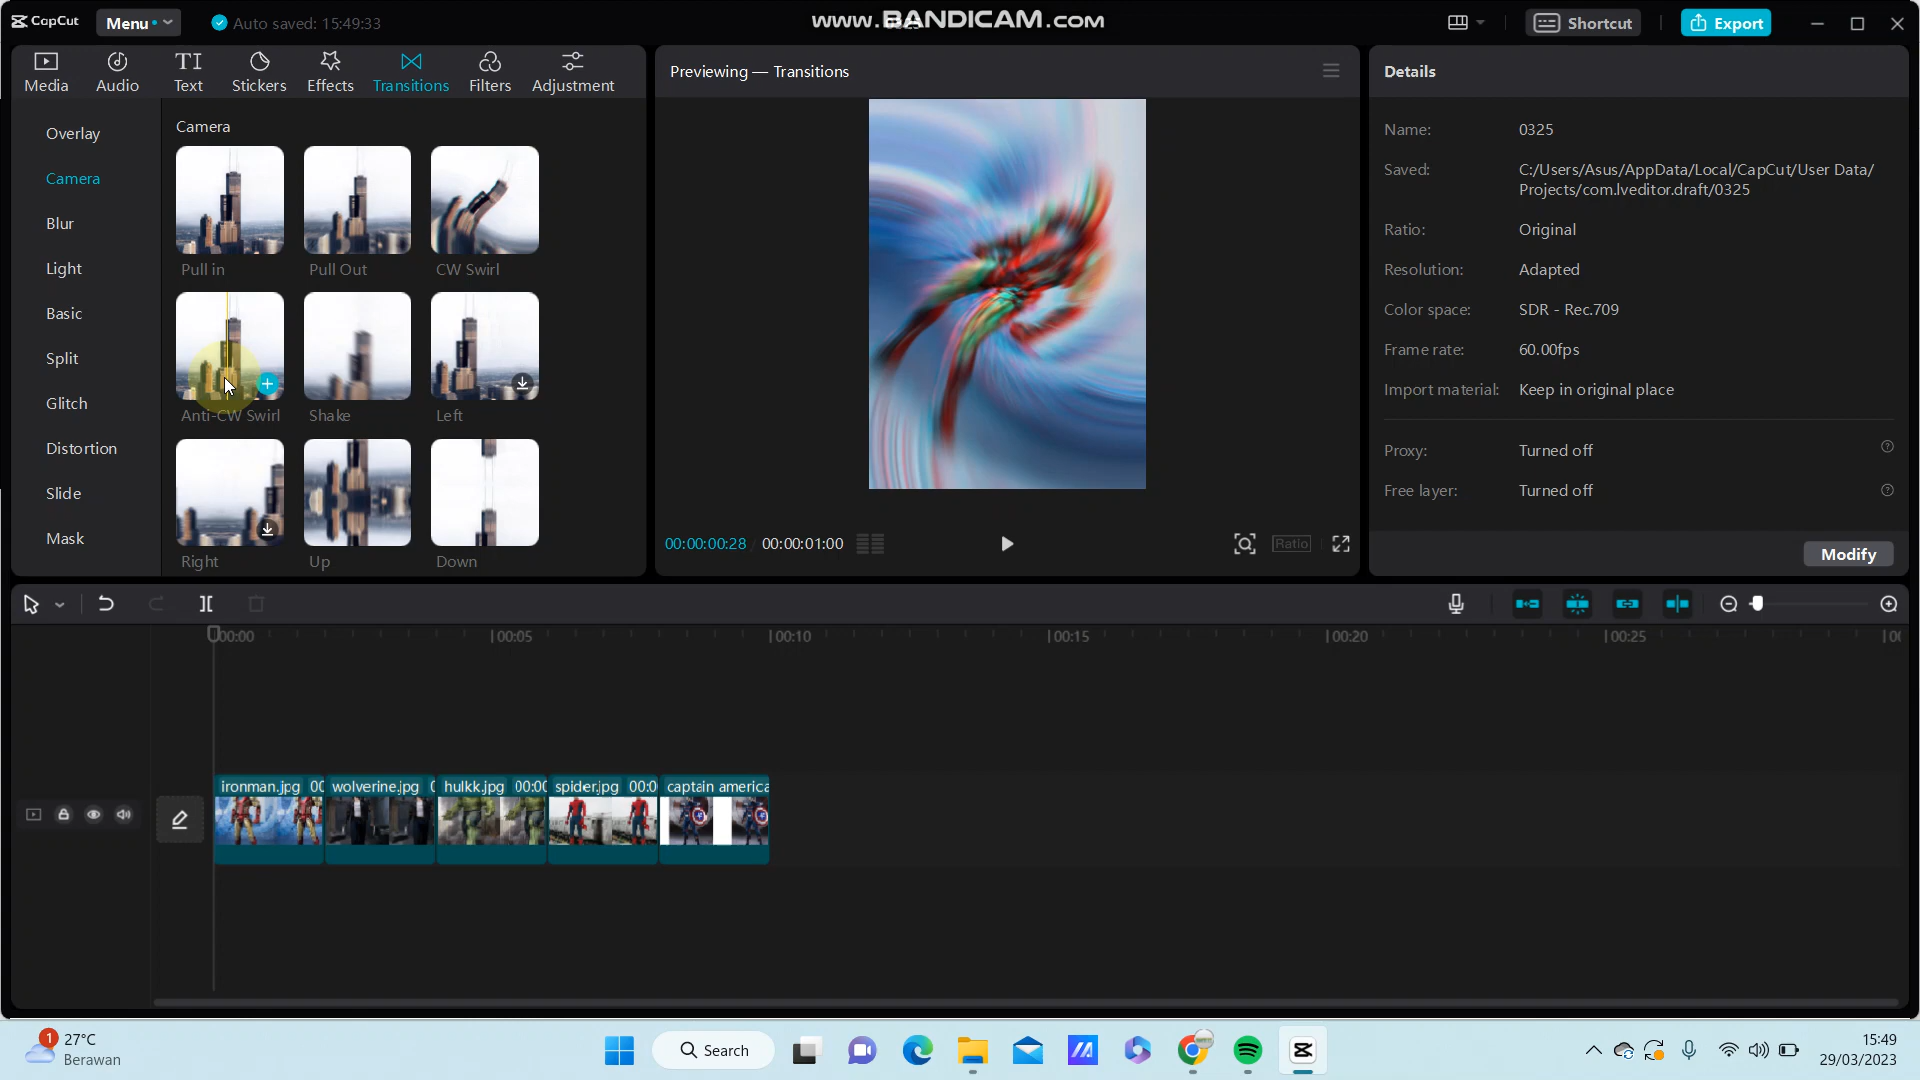 CapCut
Menu
Auto saved: 15:49:33
www.BANDICAM.com
Shortcut
Export
Media
Audio
Text
Stickers
Effects
Transitions
Filters
Adjustment
Overlay
Camera
Blur
Light
Basic
Split
Glitch
Distortion
Slide
Mask
Camera
Pull in
Pull Out
CW Swirl
Anti-CW Swirl
Shake
Left
Right
Up
Down
Previewing — Transitions
00:00:00:28
00:00:01:00
Ratio
Details
Name: 0325
Saved: C:/Users/Asus/AppData/Local/CapCut/User Data/
Projects/com.lveditor.draft/0325
Ratio: Original
Resolution: Adapted
Color space: SDR - Rec.709
Frame rate: 60.00fps
Import material: Keep in original place
Proxy: Turned off
Free layer: Turned off
Modify
00:00
00:05
00:10
00:15
00:20
00:25
ironman.jpg 00
wolverine.jpg
hulkk.jpg 00:00
spider.jpg 00:0
captain america
1
27°C
Berawan
Search
15:49
29/03/2023